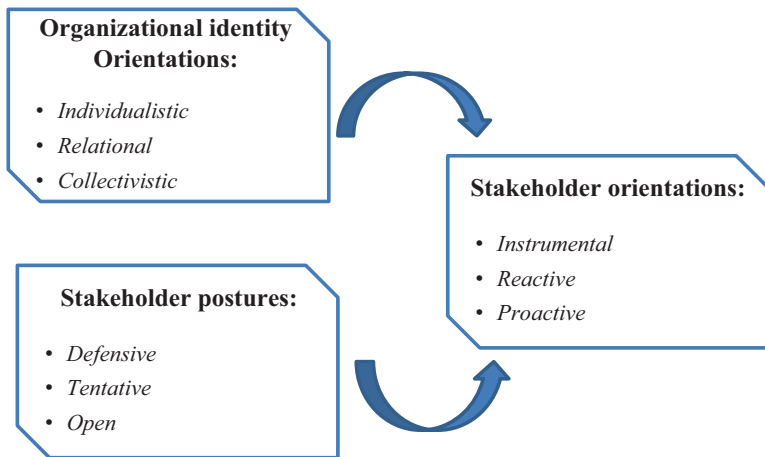 Organizational identity
Orientations:
• Individualistic
• Relational
• Collectivistic
Stakeholder orientations:
• Instrumental
• Reactive
• Proactive
Stakeholder postures:
• Defensive
• Tentative
• Open